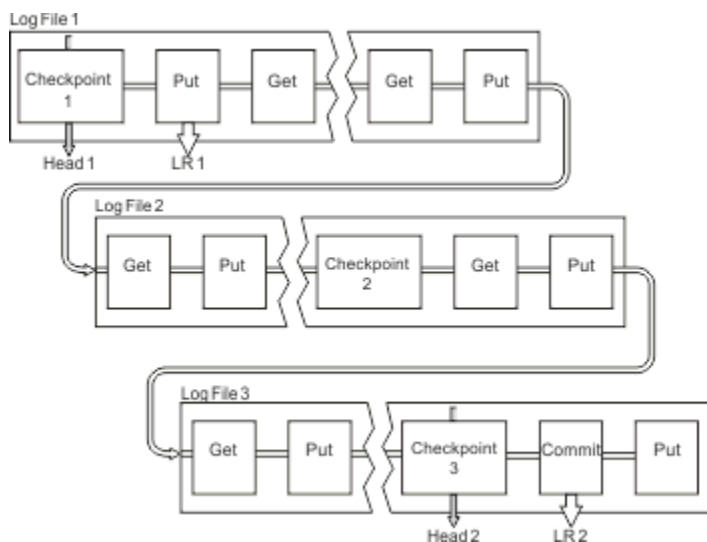 Log File 1
Checkpoint
1
Put
Get
Get
Put
Head 1
LR 1
Log File 2
Get
Put
Checkpoint
2
Get
Put
Log File 3
Get
Put
Checkpoint
3
Commit
Put
Head 2
LR 2